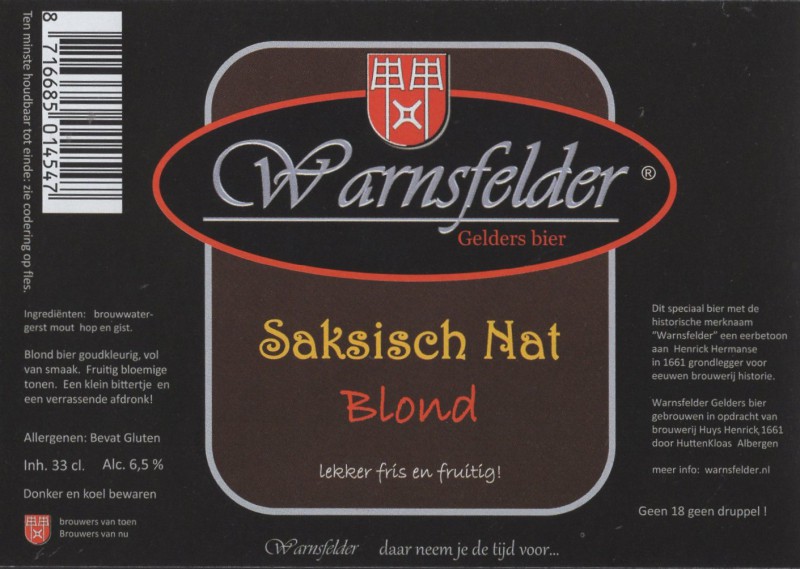 8 716685 014547
Ten minste houdbaar tot einde: zie codering op fles.
Ingrediënten: brouwwater-
gerst mout hop en gist.
Blond bier goudkleurig, vol
van smaak. Fruitig bloemige
tonen. Een klein bittertje en
een verrassende afdronk!
Allergenen: Bevat Gluten
Inh. 33 cl. Alc. 6,5 %
Donker en koel bewaren
brouwers van toen
Brouwers van nu
Warnsfelder ®
Gelders bier
Saksisch Nat
Blond
lekker fris en fruitig!
Warnsfelder daar neem je de tijd voor...
Dit speciaal bier met de
historische merknaam
"Warnsfelder" een eerbetoon
aan Henrick Hermanse
in 1661 grondlegger voor
eeuwen brouwerij historie.
Warnsfelder Gelders bier
gebrouwen in opdracht van
brouwerij Huys Henrick,1661
door HuttenKloas Albergen
meer info: warnsfelder.nl
Geen 18 geen druppel !